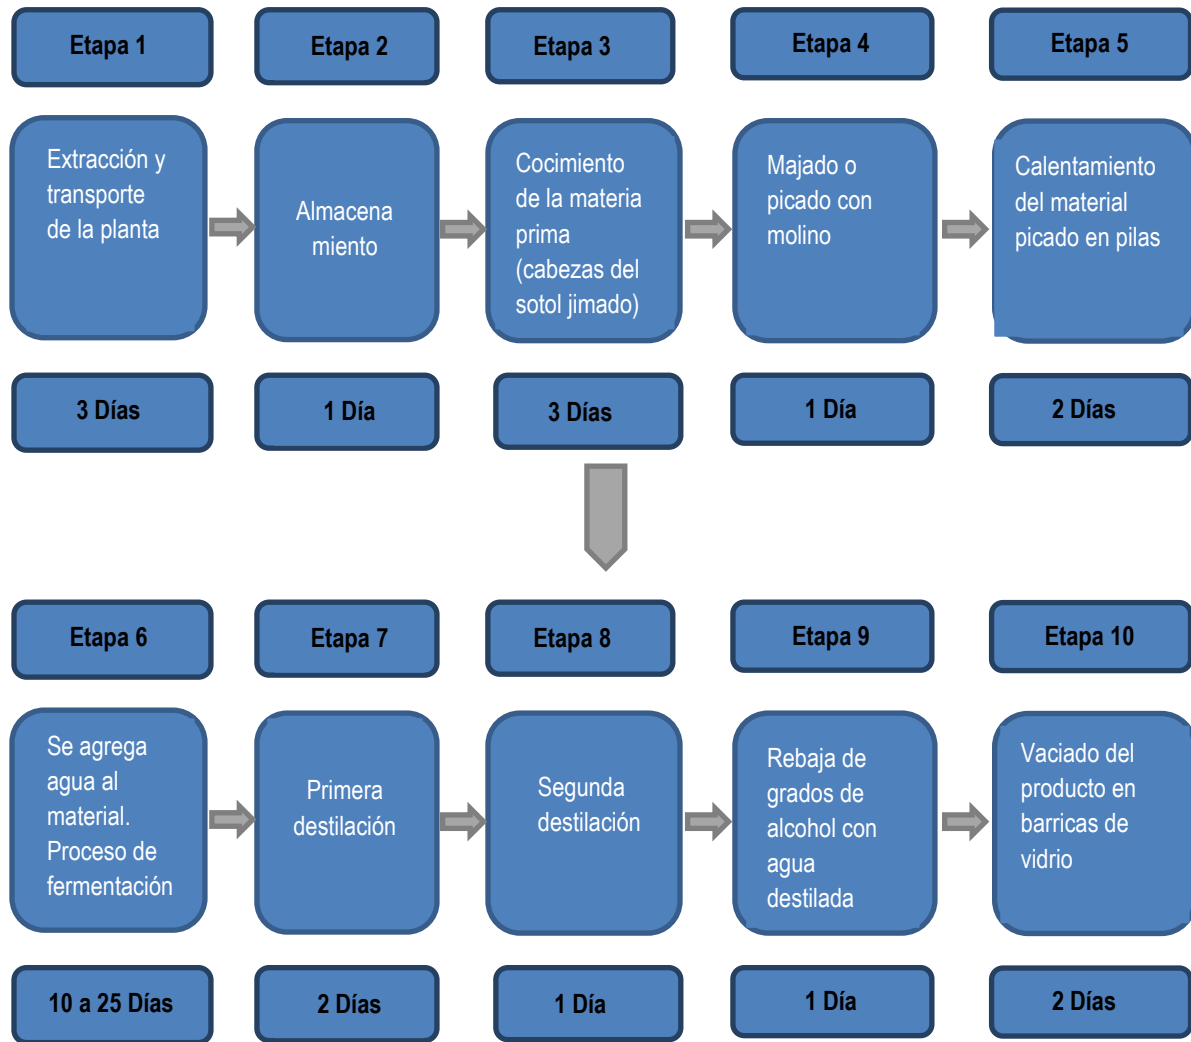 Etapa 1
Etapa 2
Etapa 3
Etapa 4
Etapa 5
Extracción y
transporte
de la planta
Almacena
miento
Cocimiento
de la materia
prima
(cabezas del
sotol jimado)
Majado o
picado con
molino
Calentamiento
del material
picado en pilas
3 Días
1 Día
3 Días
1 Día
2 Días
Etapa 6
Etapa 7
Etapa 8
Etapa 9
Etapa 10
Se agrega
agua al
material.
Proceso de
fermentación
Primera
destilación
Segunda
destilación
Rebaja de
grados de
alcohol con
agua
destilada
Vaciado del
producto en
barricas de
vidrio
10 a 25 Días
2 Días
1 Día
1 Día
2 Días